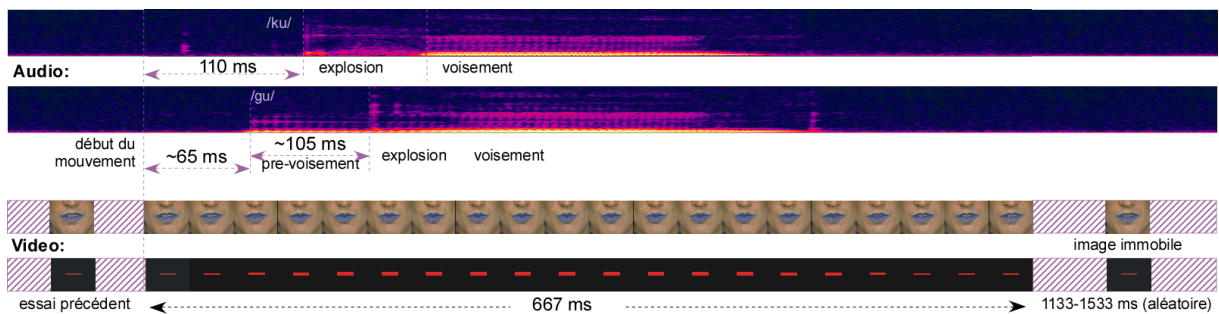 /ku/
Audio:
110 ms
explosion
voisement
/gu/
début du
mouvement
~65 ms
~105 ms
pre-voisement
explosion
voisement
Video:
image immobile
essai précédent
667 ms
1133-1533 ms (aléatoire)